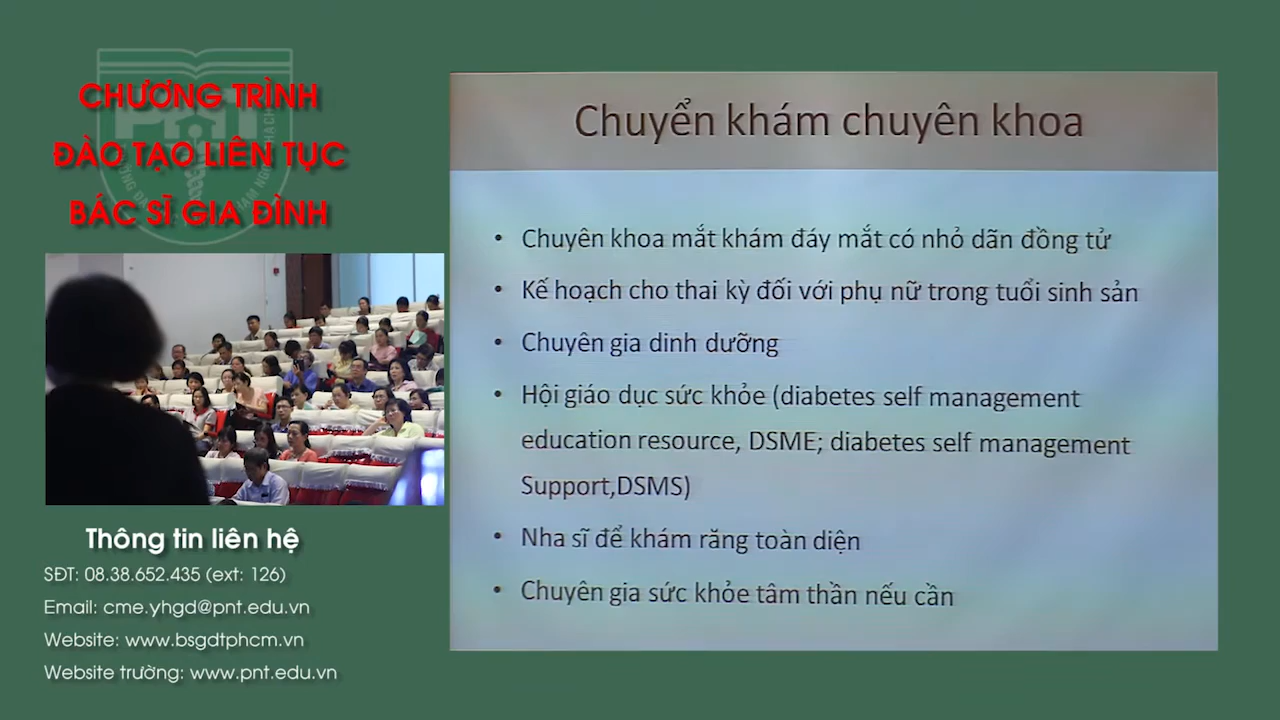 CHƯƠNG TRÌNH
ĐÀO TẠO LIÊN TỤC
BÁC SĨ GIA ĐÌNH
Thông tin liên hệ
SĐT: 08.38.652.435 (ext: 126)
Email: cme.yhgd@pnt.edu.vn
Website: www.bsgdtphcm.vn
Website trường: www.pnt.edu.vn
Chuyển khám chuyên khoa
• Chuyên khoa mắt khám đáy mắt có nhỏ dãn đồng tử
• Kế hoạch cho thai kỳ đối với phụ nữ trong tuổi sinh sản
• Chuyên gia dinh dưỡng
• Hội giáo dục sức khỏe (diabetes self management
education resource, DSME; diabetes self management
Support,DSMS)
• Nha sĩ để khám răng toàn diện
• Chuyên gia sức khỏe tâm thần nếu cần